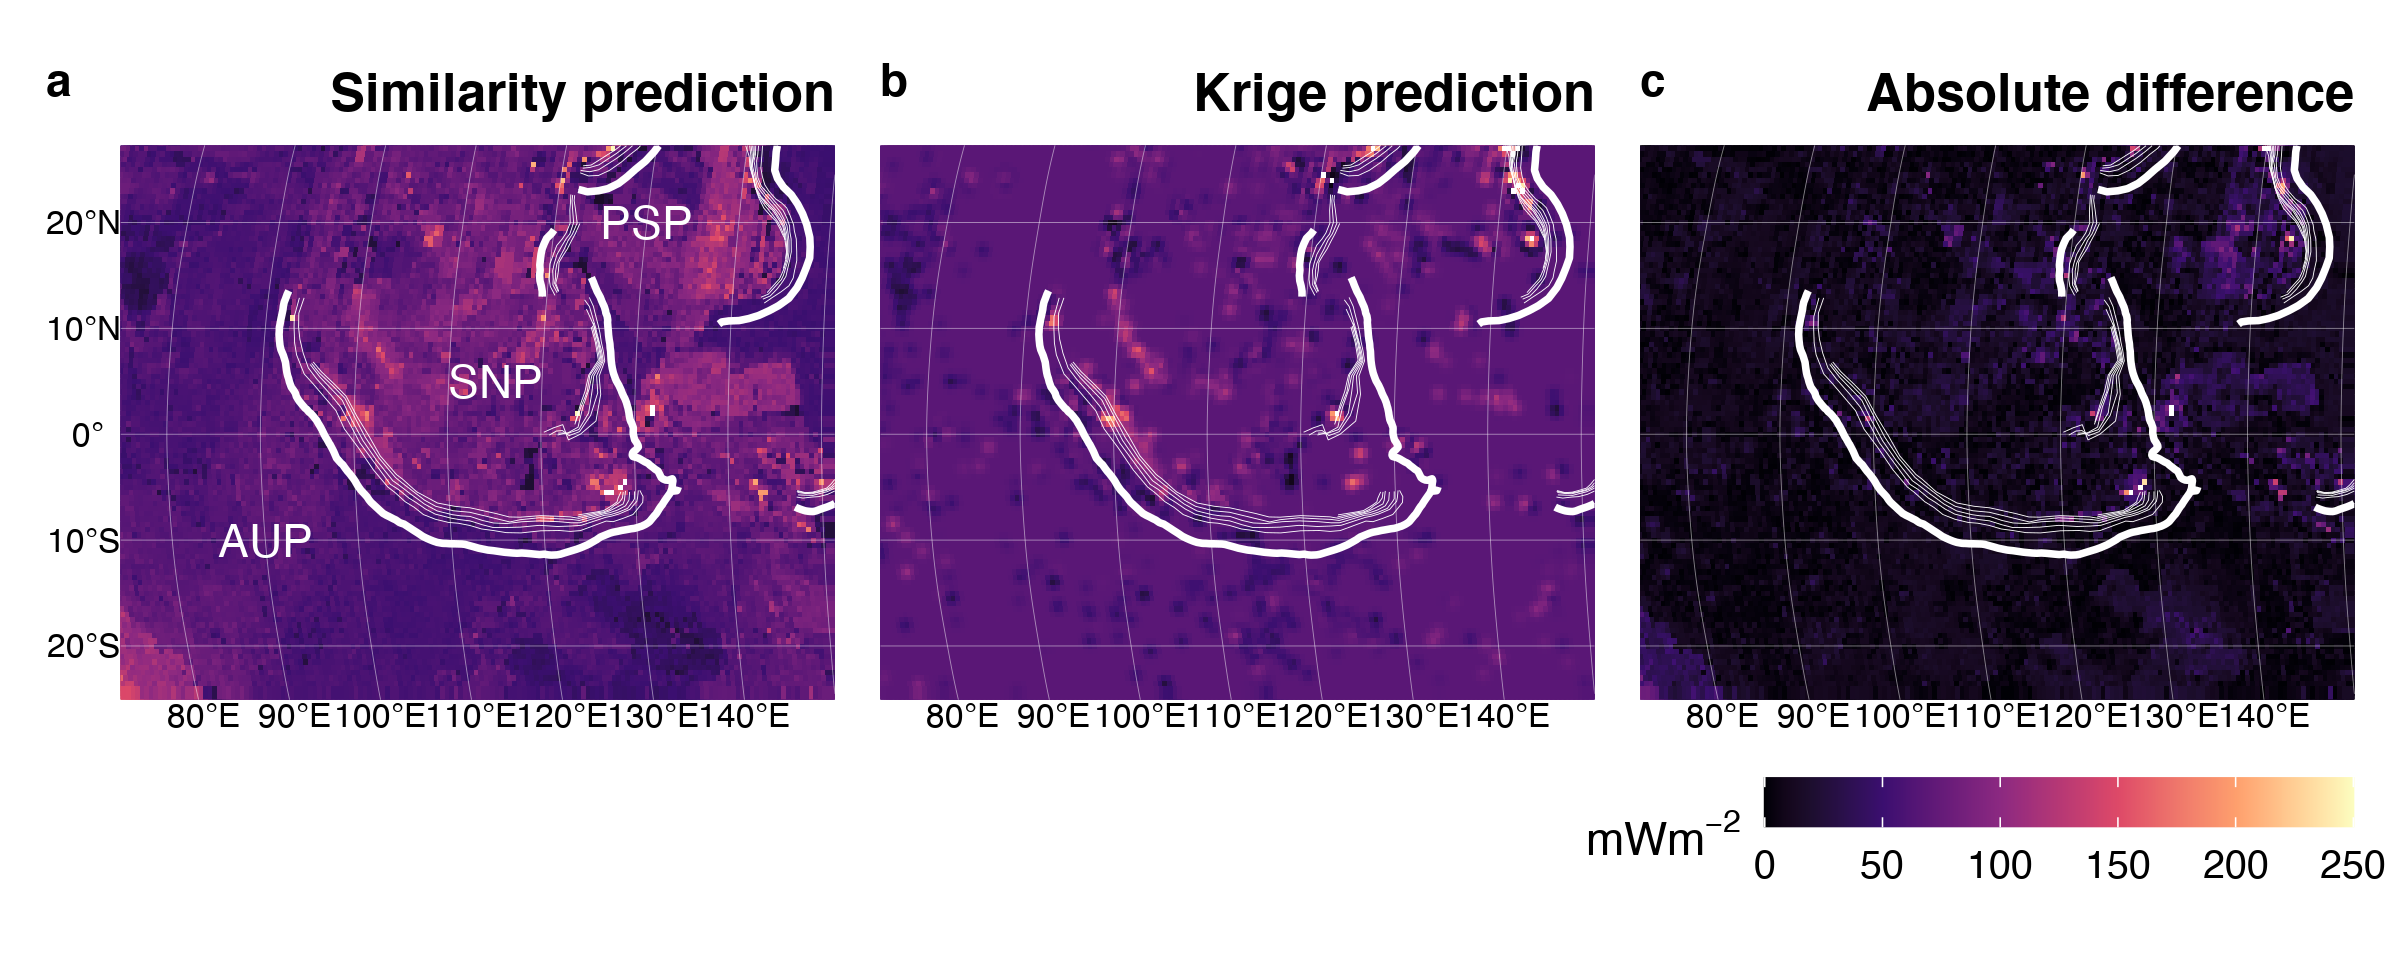 a Similarity prediction
b Krige prediction
c Absolute difference
20°N
10°N
0°
10°S
20°S
PSP
SNP
AUP
80°E 90°E 100°E 110°E 120°E 130°E 140°E
80°E 90°E 100°E 110°E 120°E 130°E 140°E
80°E 90°E 100°E 110°E 120°E 130°E 140°E
mWm⁻²
0 50 100 150 200 250